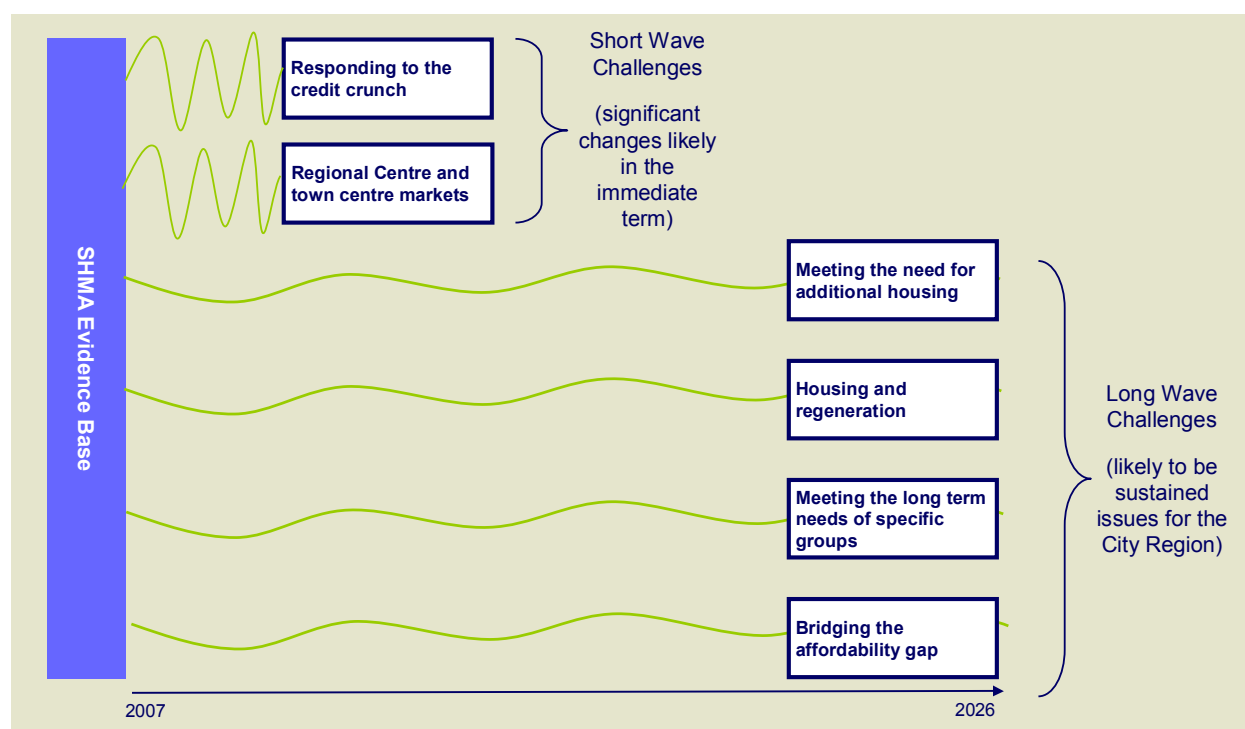 SHMA Evidence Base
Responding to the
credit crunch
Regional Centre and
town centre markets
Short Wave
Challenges
(significant
changes likely
in the
immediate
term)
Meeting the need for
additional housing
Housing and
regeneration
Meeting the long term
needs of specific
groups
Bridging the
affordability gap
Long Wave
Challenges
(likely to be
sustained
issues for the
City Region)
2007
2026